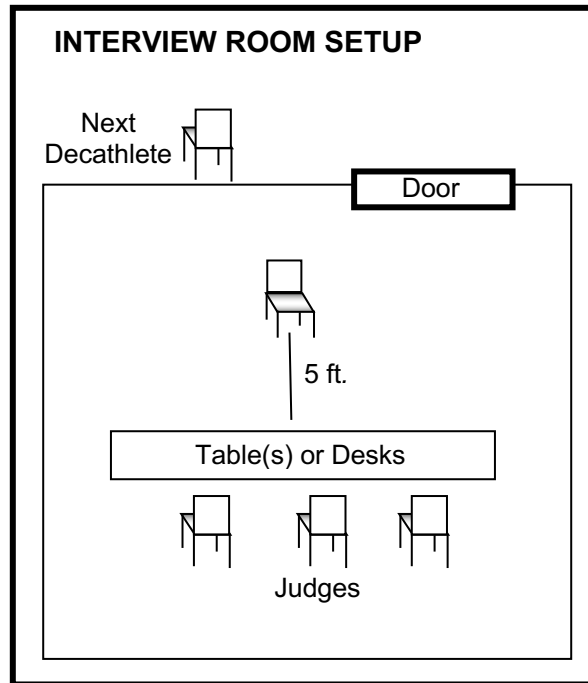 INTERVIEW ROOM SETUP
Next
Decathlete
Door
5 ft.
Table(s) or Desks
Judges